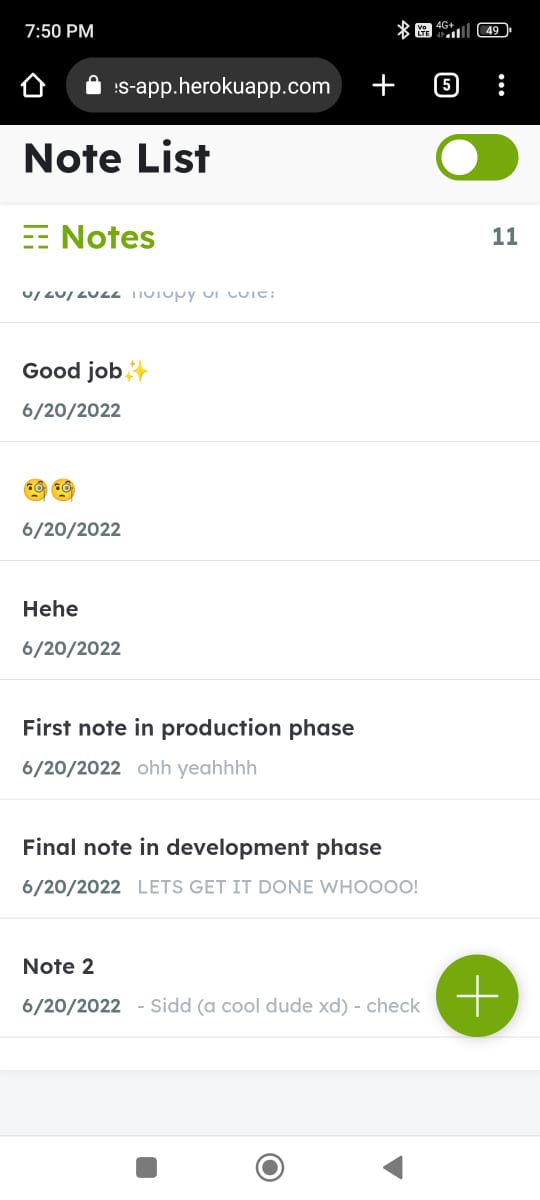 7:50 PM Vo LTE 4G+ 49
s-app.herokuapp.com 5
Note List
Notes 11
6/20/2022
Good job✨
6/20/2022
🧐🧐
6/20/2022
Hehe
6/20/2022
First note in production phase
6/20/2022 ohh yeahhhh
Final note in development phase
6/20/2022 LETS GET IT DONE WHOOOO!
Note 2
6/20/2022 - Sidd (a cool dude xd) - check